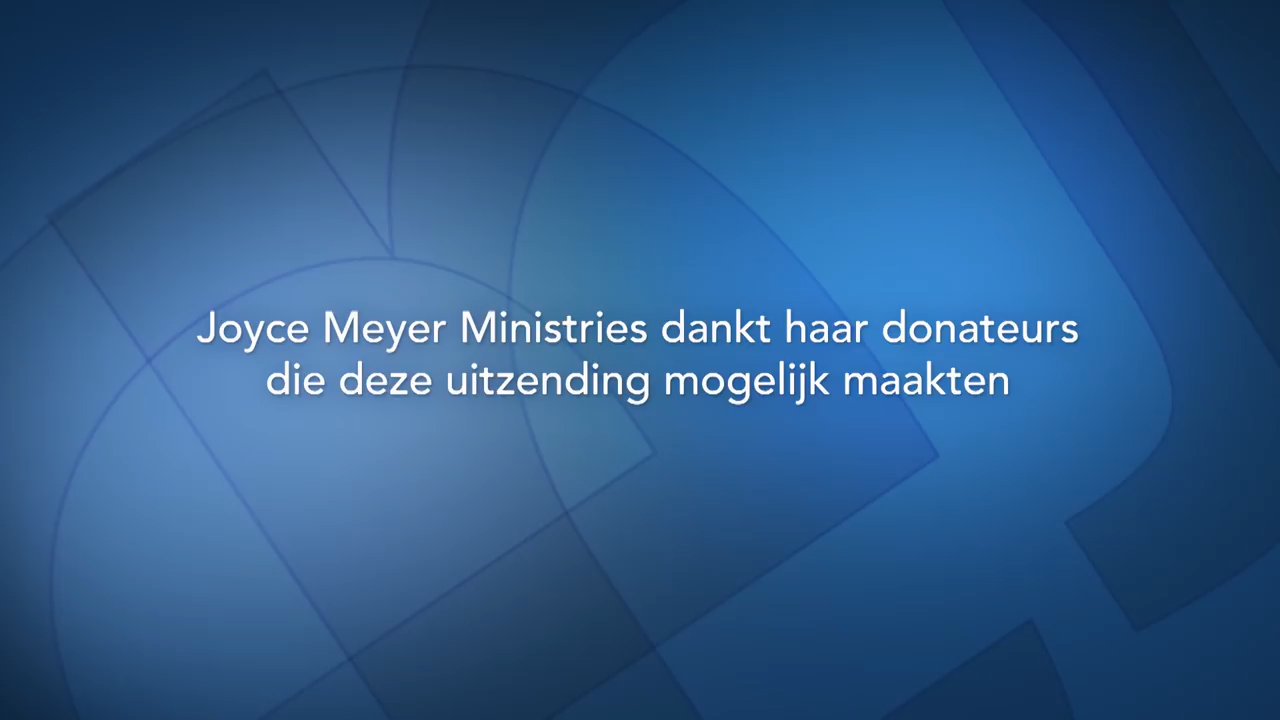 Joyce Meyer Ministries dankt haar donateurs
die deze uitzending mogelijk maakten